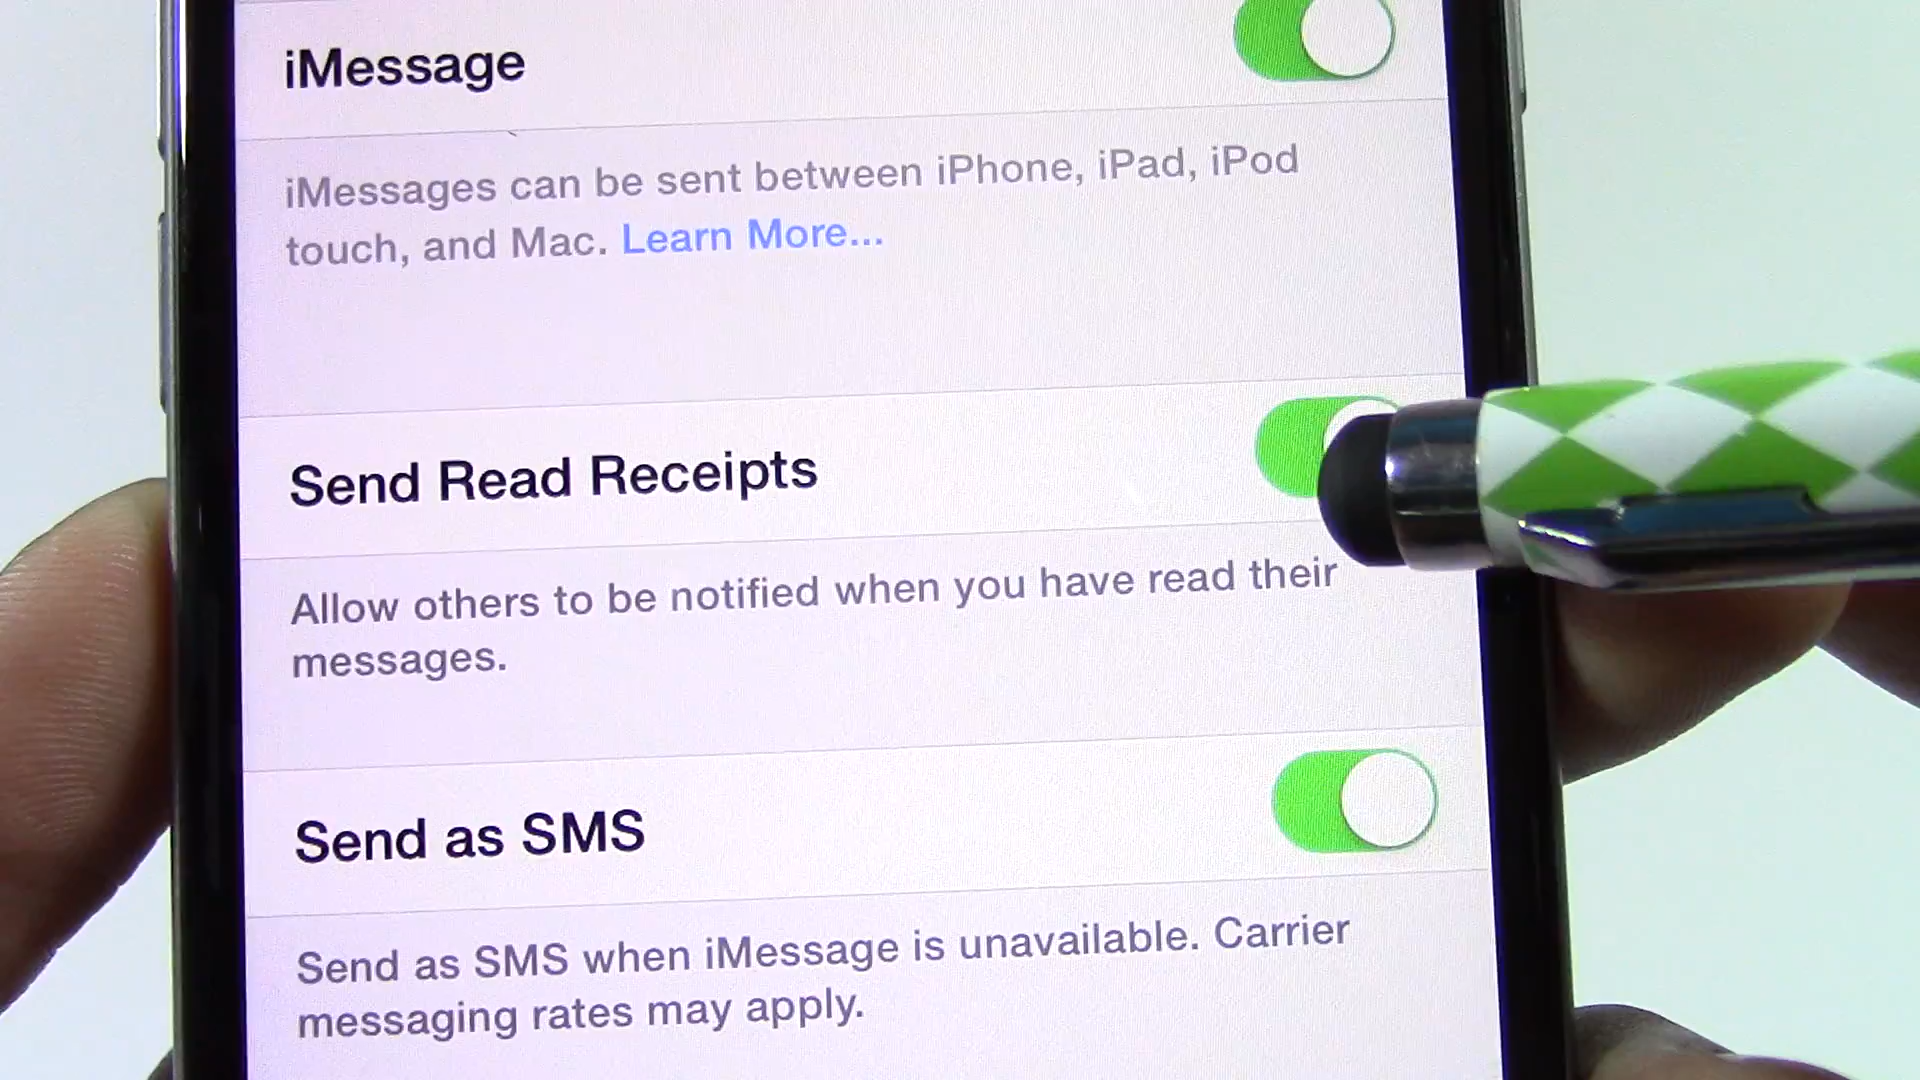 iMessage
iMessages can be sent between iPhone, iPad, iPod
touch, and Mac. Learn More...
Send Read Receipts
Allow others to be notified when you have read their
messages.
Send as SMS
Send as SMS when iMessage is unavailable. Carrier
messaging rates may apply.